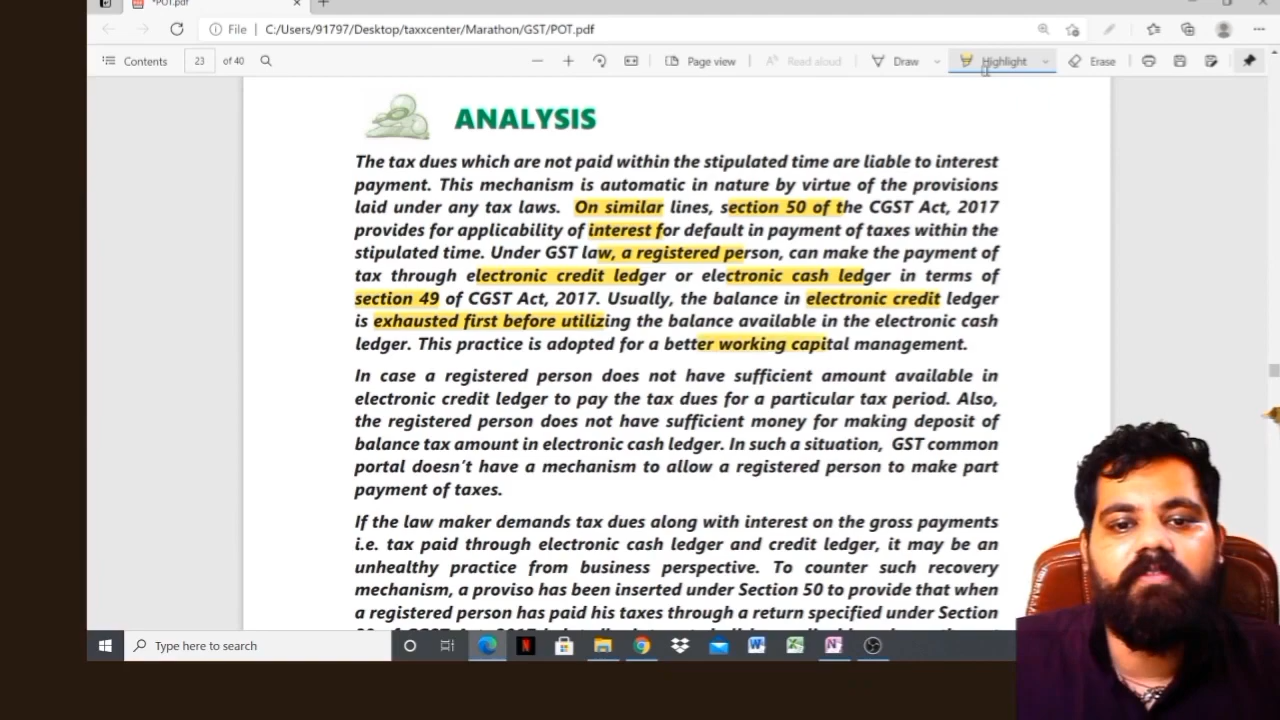 *POT.pdf
File C:/Users/91797/Desktop/taxxcenter/Marathon/GST/POT.pdf
Contents 23 of 40 Page view Read aloud Draw Highlight Erase
ANALYSIS
The tax dues which are not paid within the stipulated time are liable to interest
payment. This mechanism is automatic in nature by virtue of the provisions
laid under any tax laws. On similar lines, section 50 of the CGST Act, 2017
provides for applicability of interest for default in payment of taxes within the
stipulated time. Under GST law, a registered person, can make the payment of
tax through electronic credit ledger or electronic cash ledger in terms of
section 49 of CGST Act, 2017. Usually, the balance in electronic credit ledger
is exhausted first before utilizing the balance available in the electronic cash
ledger. This practice is adopted for a better working capital management.
In case a registered person does not have sufficient amount available in
electronic credit ledger to pay the tax dues for a particular tax period. Also,
the registered person does not have sufficient money for making deposit of
balance tax amount in electronic cash ledger. In such a situation, GST common
portal doesn't have a mechanism to allow a registered person to make part
payment of taxes.
If the law maker demands tax dues along with interest on the gross payments
i.e. tax paid through electronic cash ledger and credit ledger, it may be an
unhealthy practice from business perspective. To counter such recovery
mechanism, a proviso has been inserted under Section 50 to provide that when
a registered person has paid his taxes through a return specified under Section
Type here to search